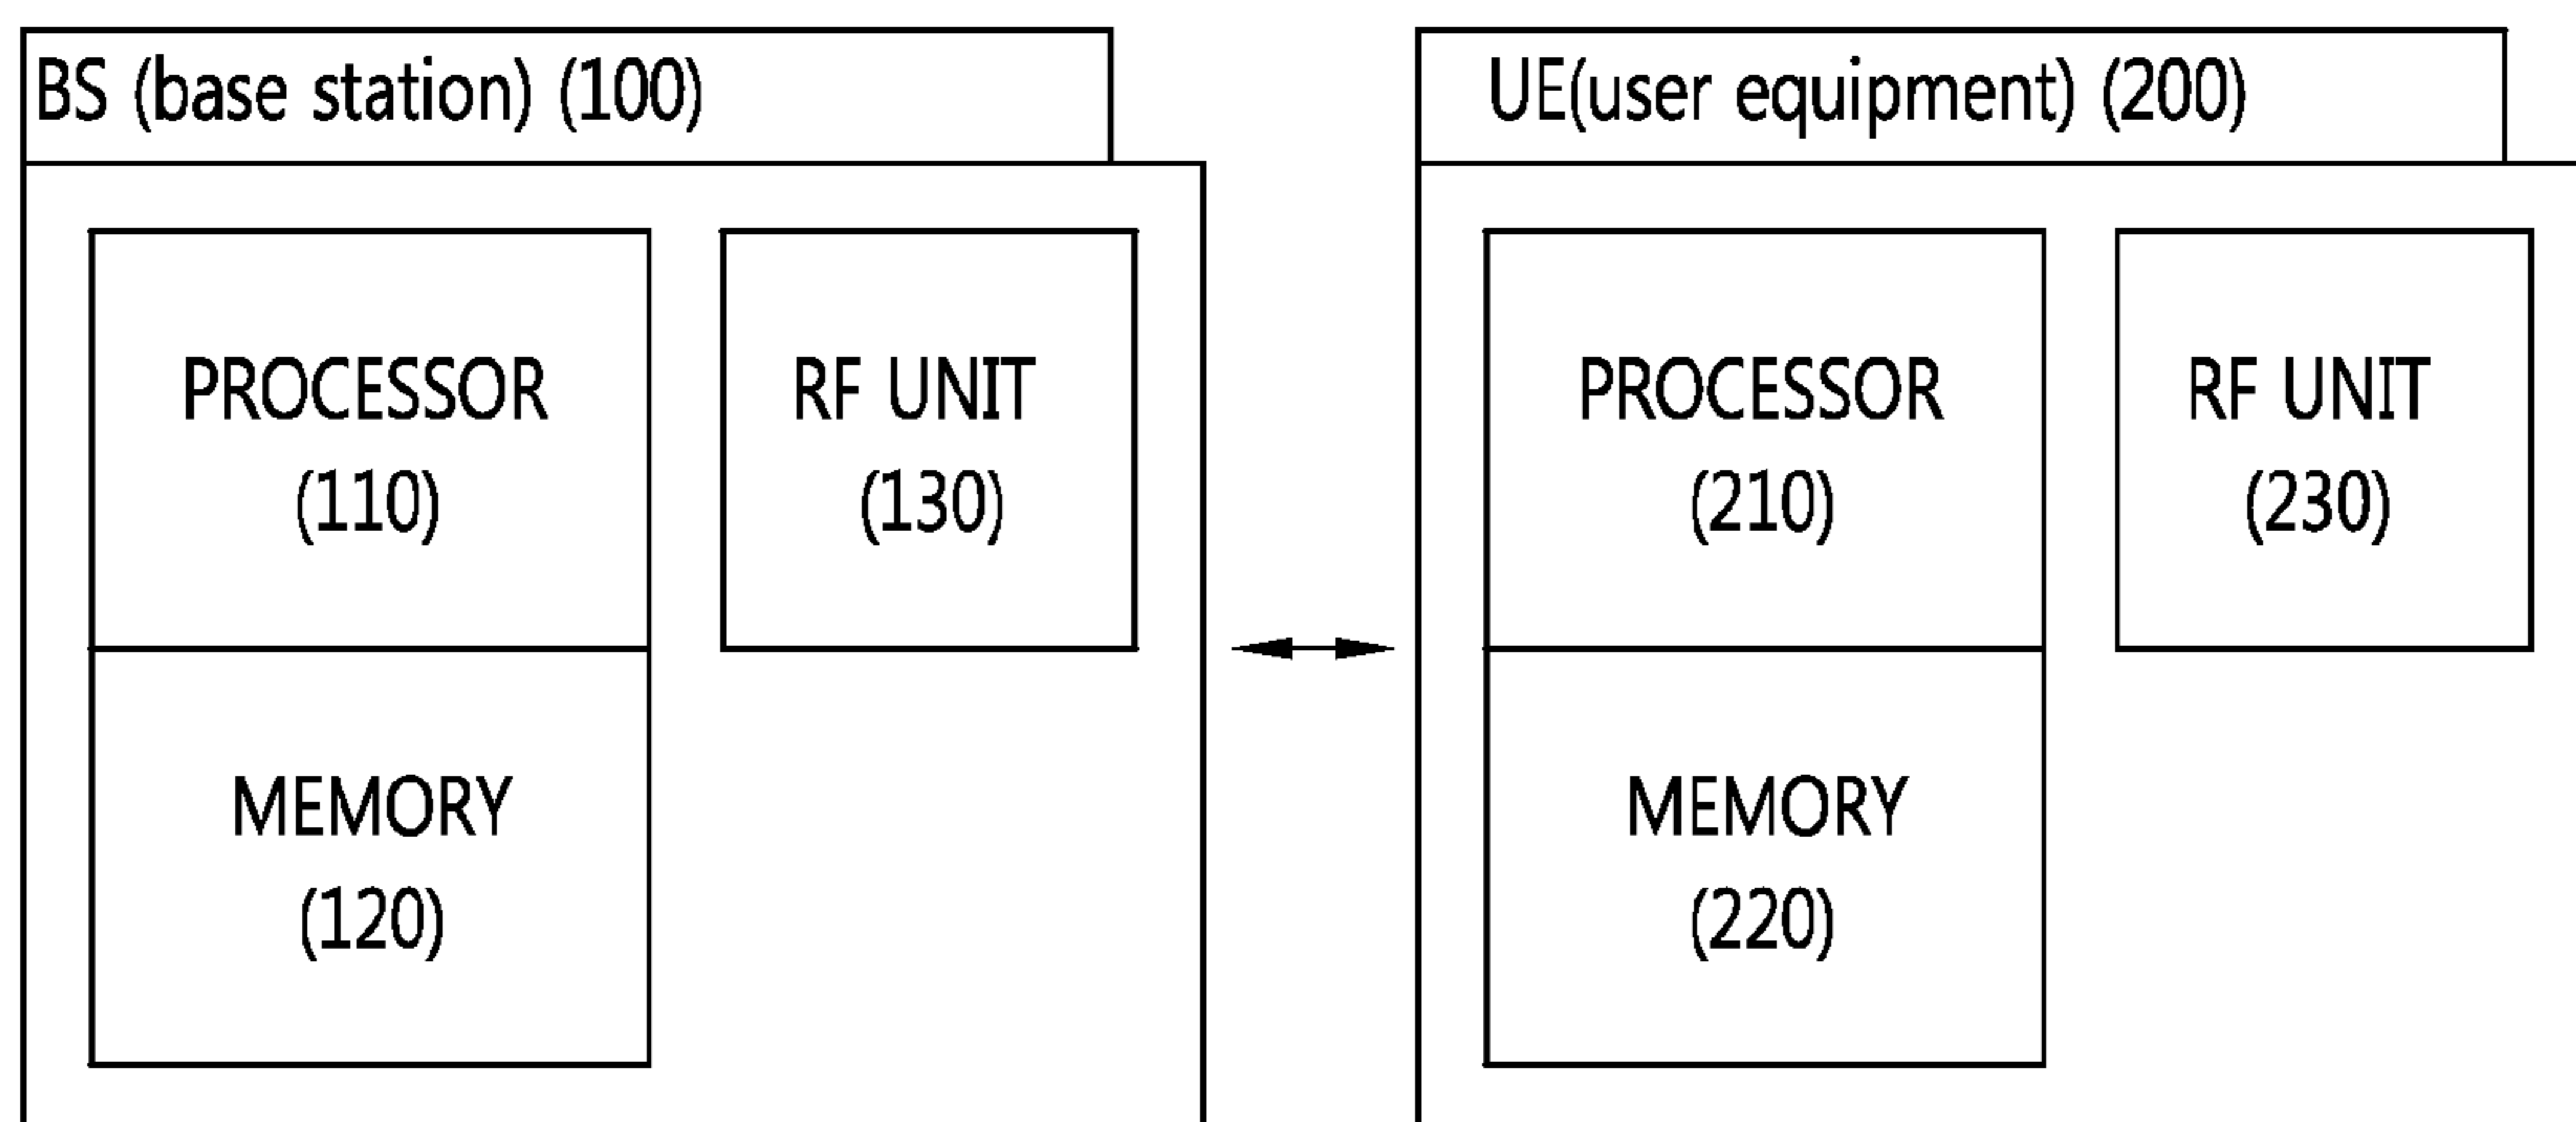 BS (base station) (100)
PROCESSOR
(110)
RF UNIT
(130)
MEMORY
(120)
UE(user equipment) (200)
PROCESSOR
(210)
RF UNIT
(230)
MEMORY
(220)